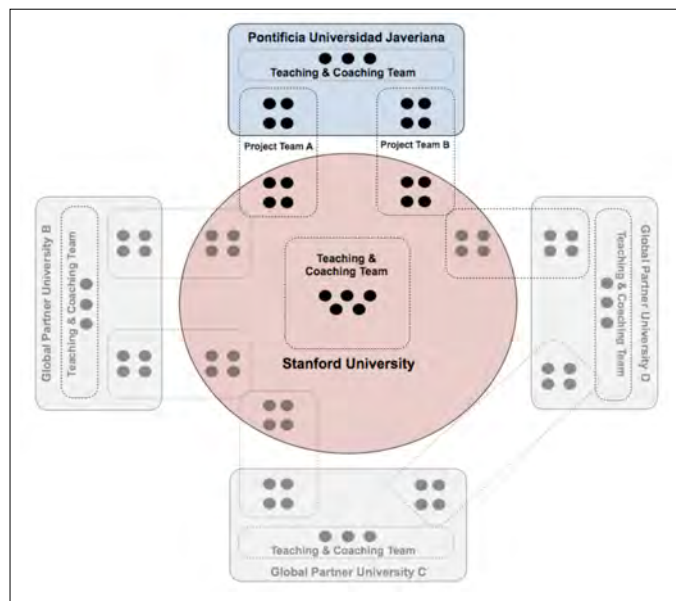 Pontificia Universidad Javeriana
Teaching & Coaching Team
Project Team A
Project Team B
Global Partner University B
Teaching & Coaching Team
Teaching &
Coaching Team
Stanford University
Teaching & Coaching Team
Global Partner University D
Teaching & Coaching Team
Global Partner University C